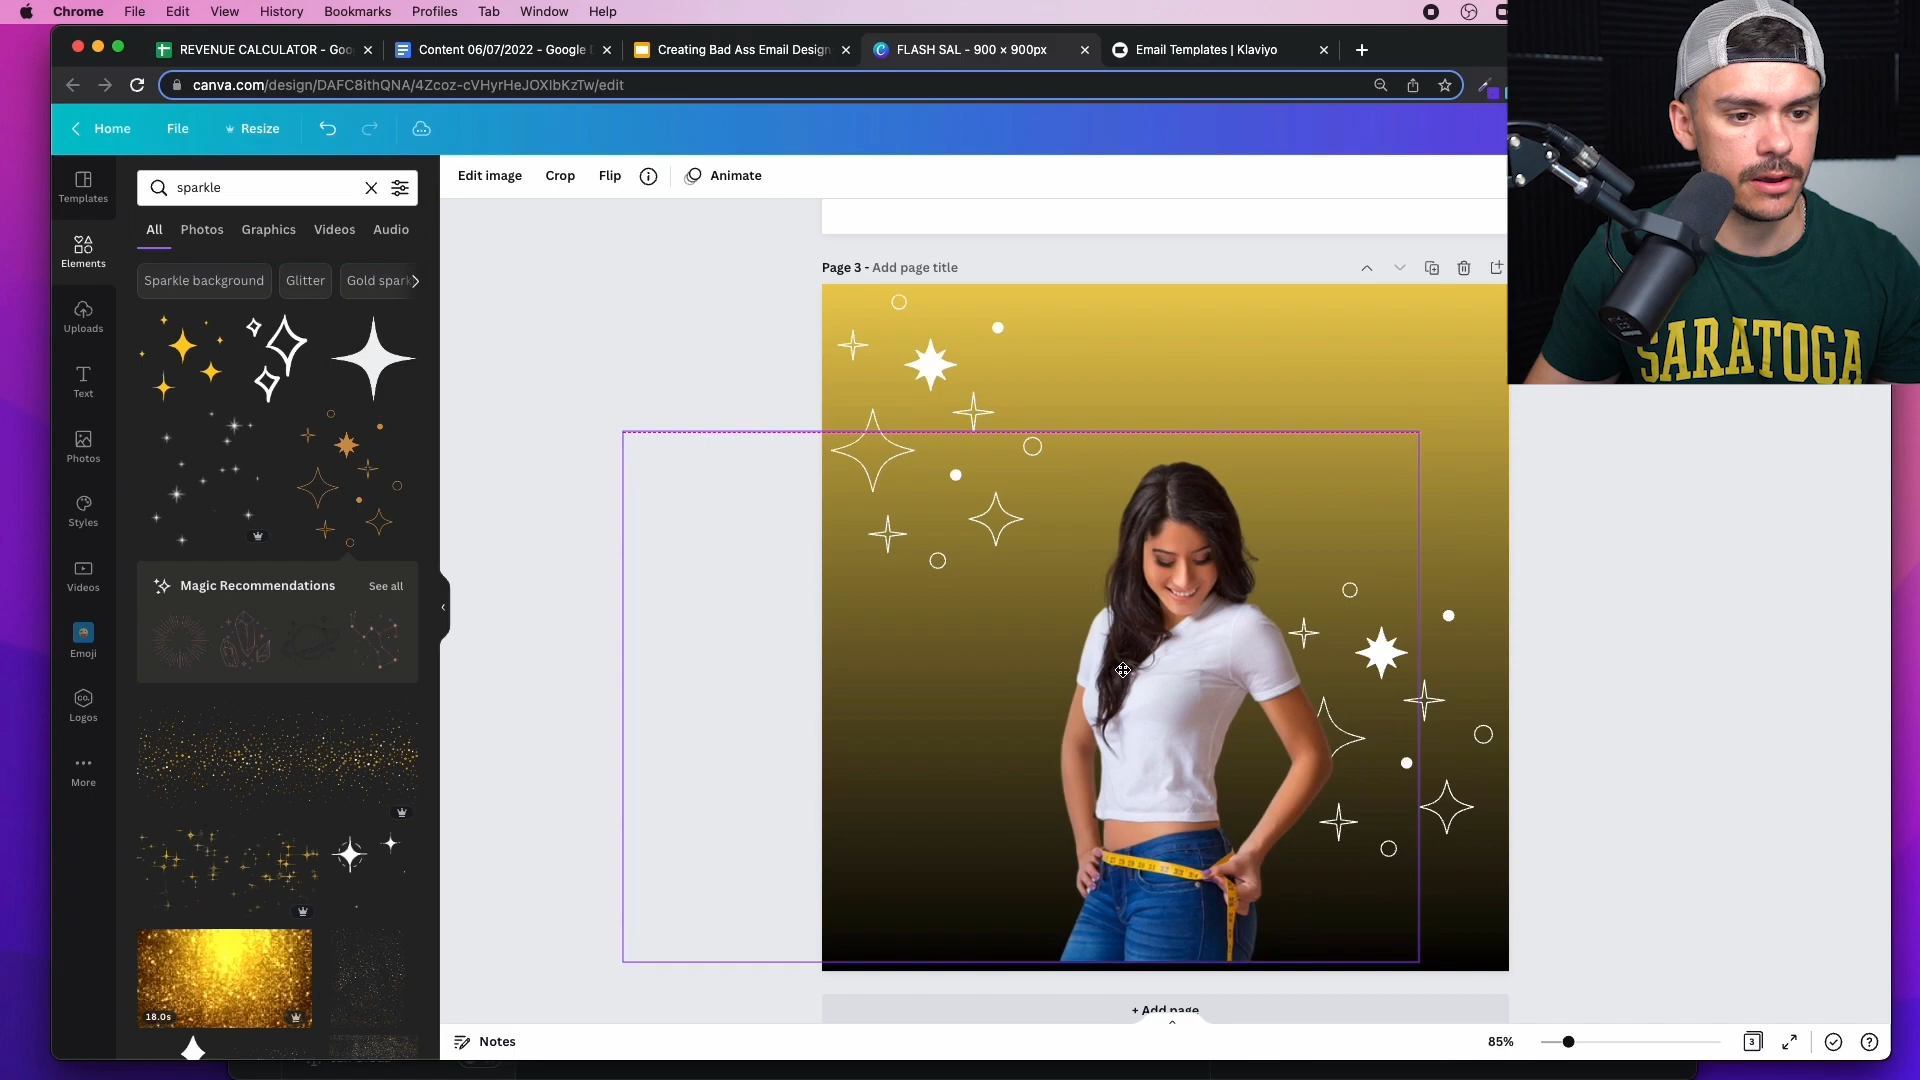 Chrome File Edit View History Bookmarks Profiles Tab Window Help
REVENUE CALCULATOR - Goo
Content 06/07/2022 - Google D
Creating Bad Ass Email Design
FLASH SAL - 900 × 900px
Email Templates | Klaviyo
canva.com/design/DAFC8ithQNA/4Zcoz-cVHyrHeJOXIbKzTw/edit
Home File Resize
Templates
Elements
Uploads
Text
Photos
Styles
Videos
Emoji
CO.
Logos
More
sparkle
All Photos Graphics Videos Audio
Sparkle background Glitter Gold spark
Magic Recommendations See all
18.0s
Edit image Crop Flip Animate
Page 3 - Add page title
+ Add page
Notes
85%
3
SARATOGA